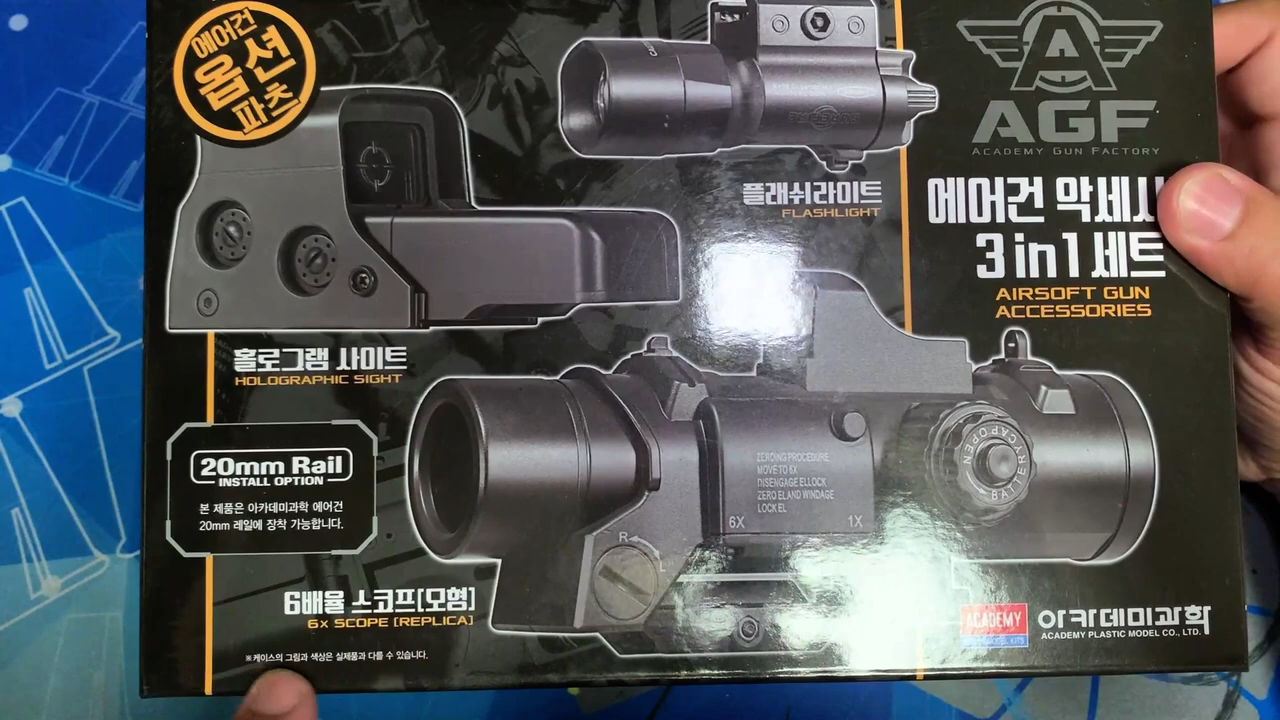 에어건
옵션
파츠
AGF
ACADEMY GUN FACTORY
플래쉬라이트
FLASHLIGHT
에어건 악세사
3 in 1 세트
AIRSOFT GUN
ACCESSORIES
홀로그램 사이트
HOLOGRAPHIC SIGHT
20mm Rail
INSTALL OPTION
본 제품은 아카데미과학 에어건
20mm 레일에 장착 가능합니다.
ZEROING PROCEDURE
MOVE TO 6X
DISENGAGE ELLOCK
ZERO EL AND WINDAGE
LOCK EL
6X 1X
BATTERY CAP OPEN
R
L
6배율 스코프[모형]
6x SCOPE [REPLICA]
※케이스의 그림과 색상은 실제품과 다를 수 있습니다.
ACADEMY
아카데미과학
ACADEMY PLASTIC MODEL CO., LTD.